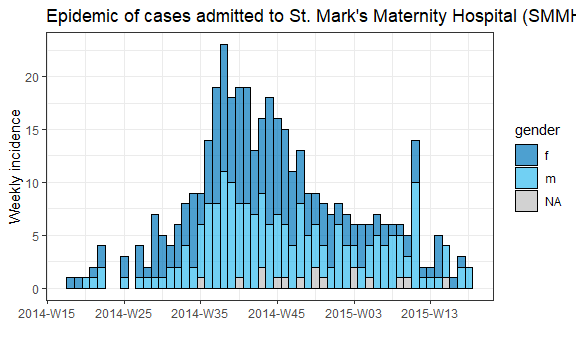 Epidemic of cases admitted to St. Mark's Maternity Hospital (SMMH
Weekly incidence
20
15
10
5
0
2014-W15 2014-W25 2014-W35 2014-W45 2015-W03 2015-W13
gender
f
m
NA